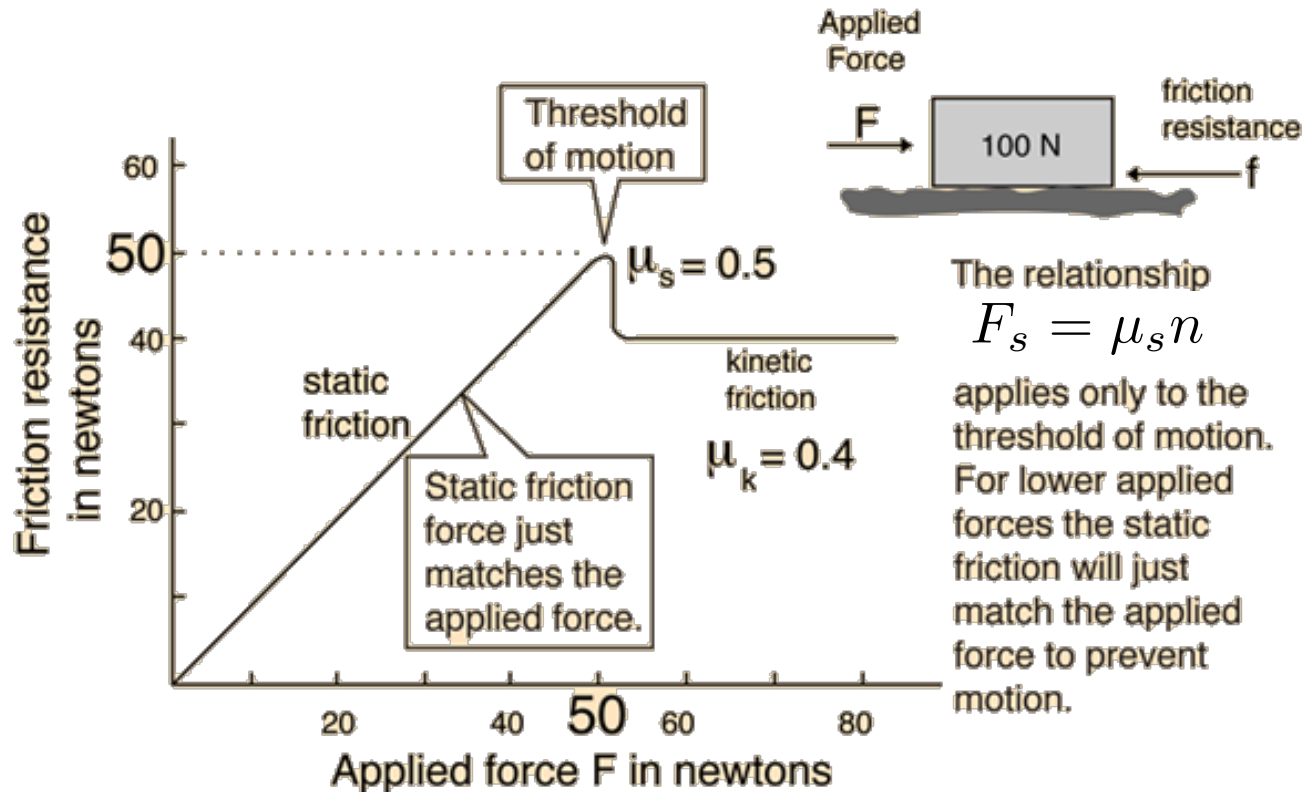 Applied
Force
F
100 N
friction
resistance
f
Threshold
of motion
60
50
40
20
Friction resistance
in newtons
μs = 0.5
static
friction
kinetic
friction
μk = 0.4
Static friction
force just
matches the
applied force.
20 40 50 60 80
Applied force F in newtons
The relationship
Fs = μsn
applies only to the
threshold of motion.
For lower applied
forces the static
friction will just
match the applied
force to prevent
motion.